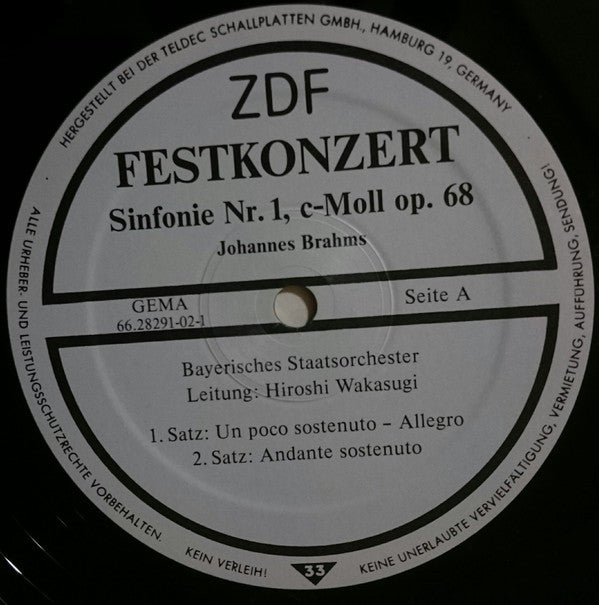 HERGESTELLT BEI DER TELDEC SCHALLPLATTEN GMBH., HAMBURG 19, GERMANY
ZDF
FESTKONZERT
Sinfonie Nr. 1, c-Moll op. 68
Johannes Brahms
GEMA
66.28291-02-1
Seite A
Bayerisches Staatsorchester
Leitung: Hiroshi Wakasugi
1. Satz: Un poco sostenuto – Allegro
2. Satz: Andante sostenuto
ALLE URHEBER- UND LEISTUNGSSCHUTZRECHTE VORBEHALTEN.
KEIN VERLEIH!
33
KEINE UNERLAUBTE VERVIELFÄLTIGUNG, VERMIETUNG, AUFFÜHRUNG, SENDUNG!